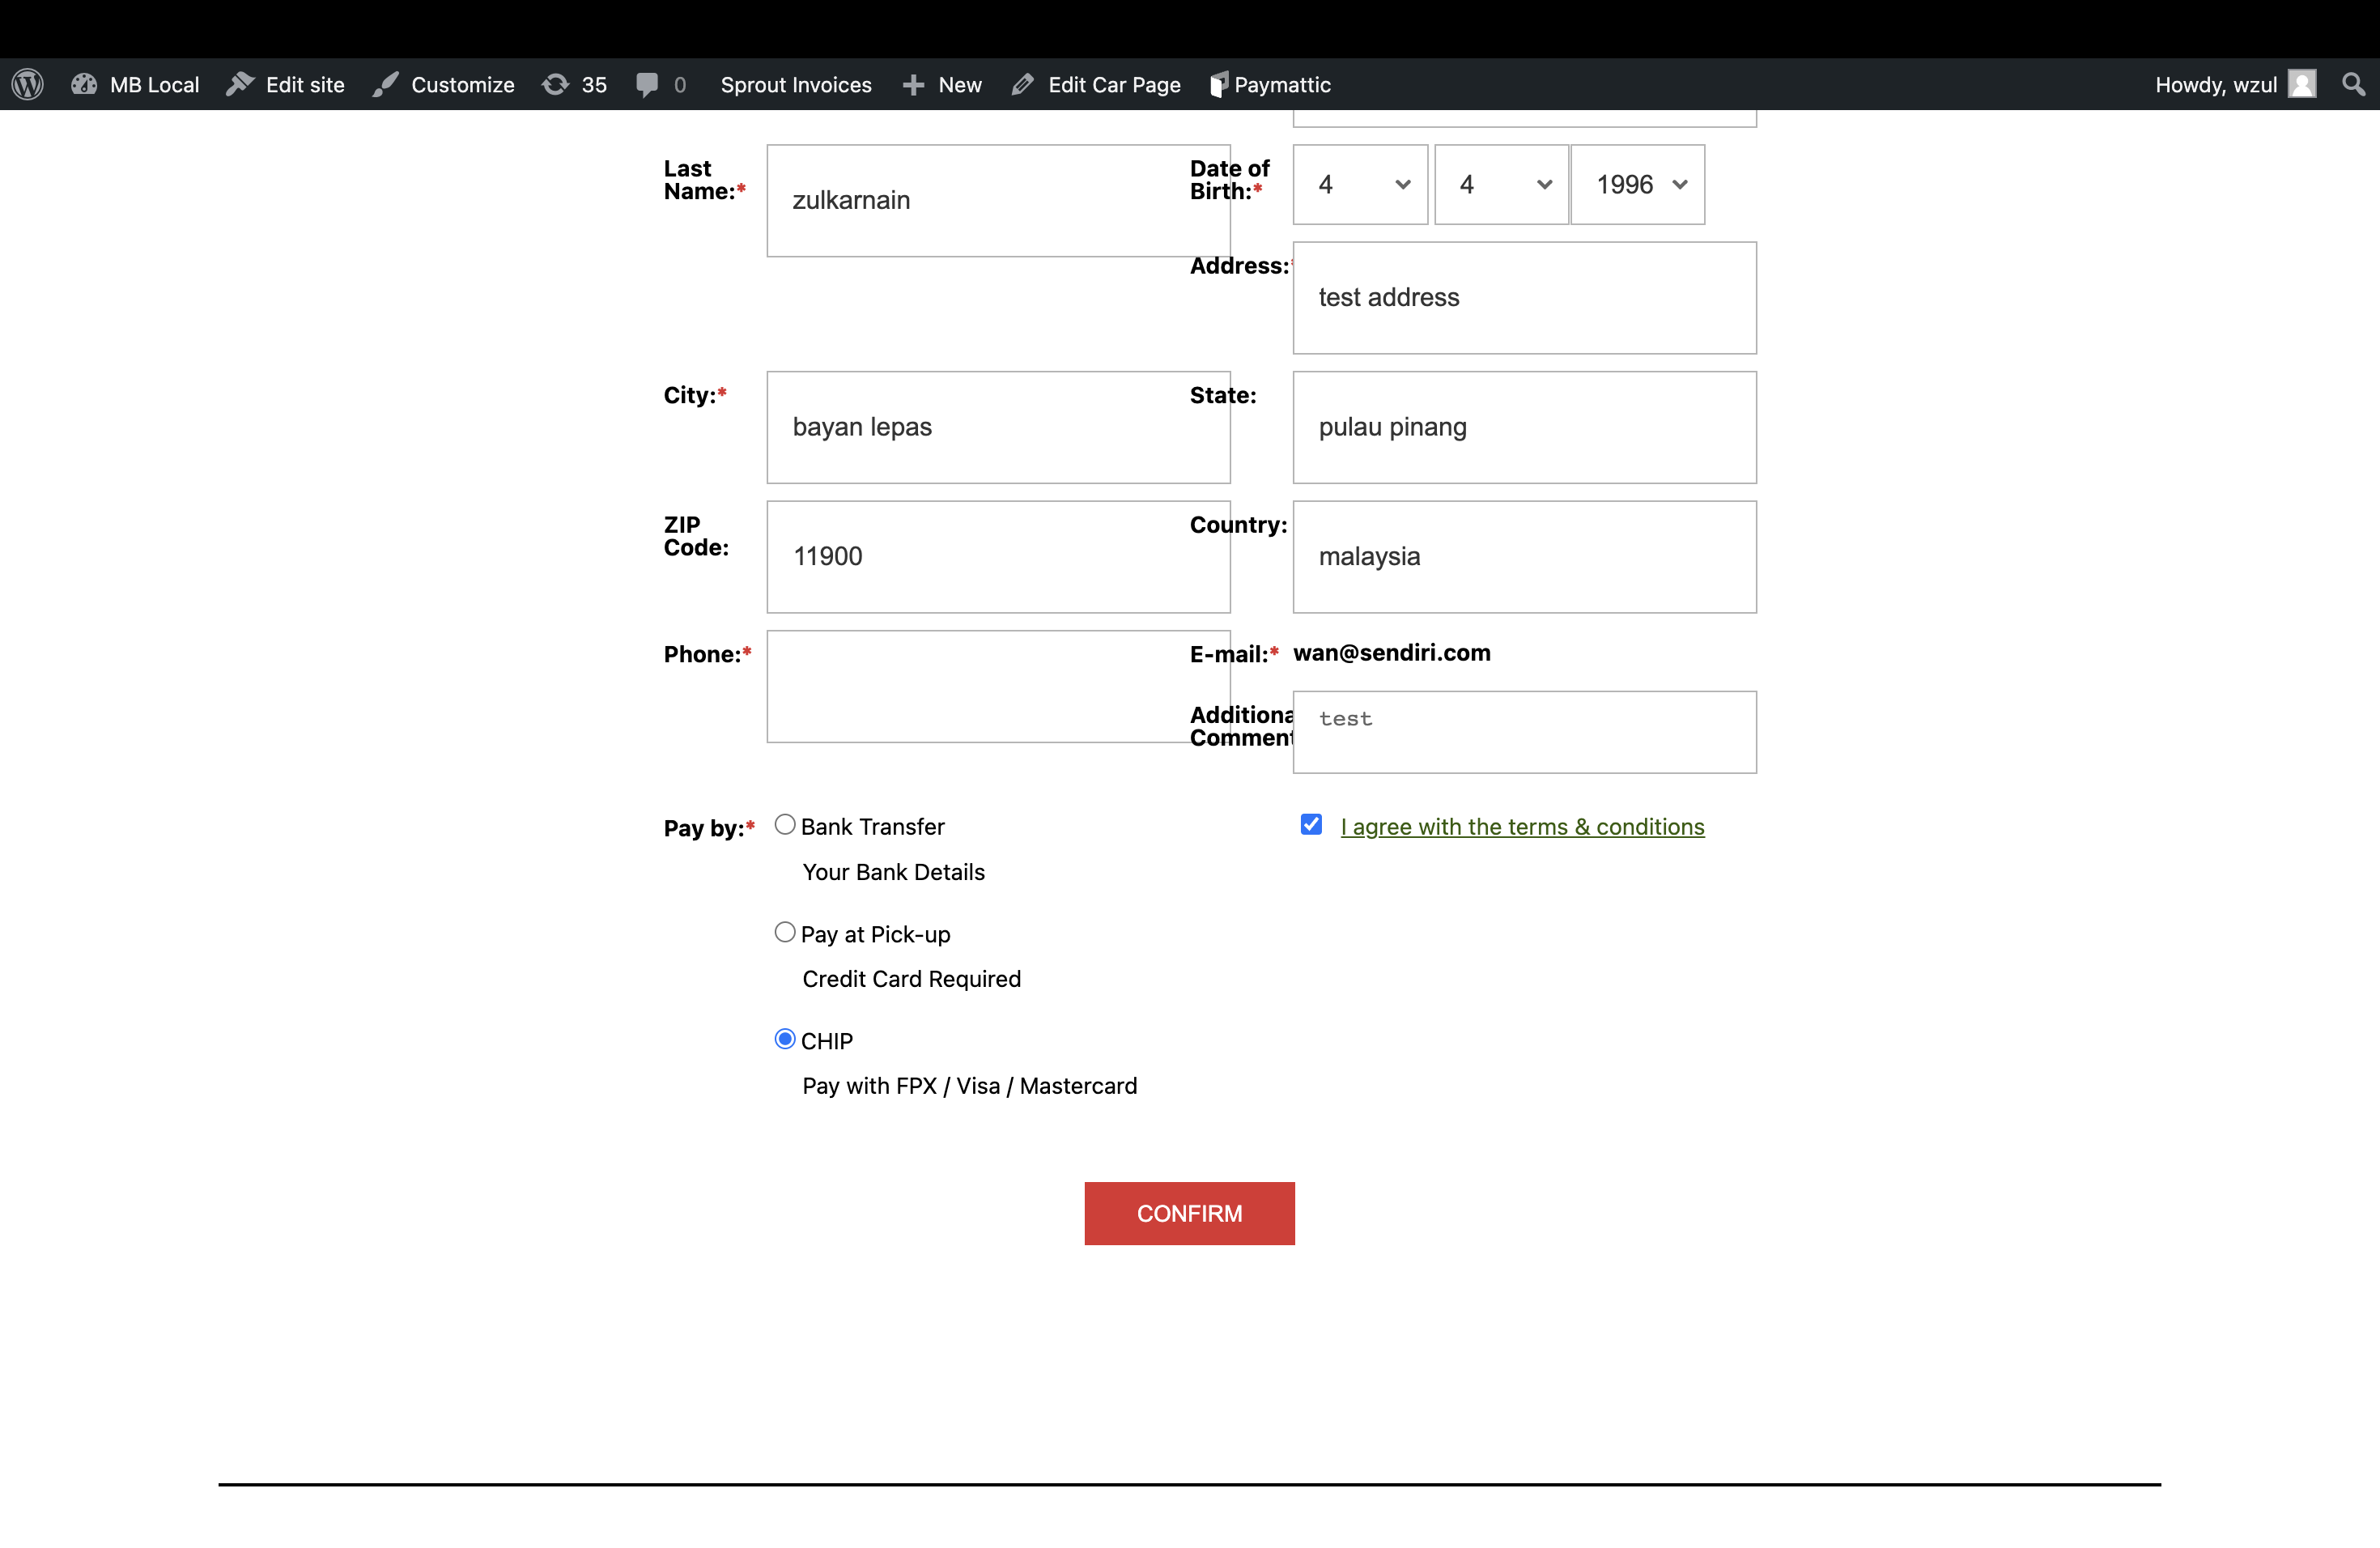 MB Local Edit site Customize 35 0 Sprout Invoices New Edit Car Page Paymattic Howdy, wzul
Last
Name:*
zulkarnain
Date of
Birth:*
4 4 1996
Address:*
test address
City:*
bayan lepas
State:
pulau pinang
ZIP
Code:
11900
Country:
malaysia
Phone:*
E-mail:* wan@sendiri.com
Additiona
Comment
test
Pay by:*
Bank Transfer
I agree with the terms & conditions
Your Bank Details
Pay at Pick-up
Credit Card Required
CHIP
Pay with FPX / Visa / Mastercard
CONFIRM